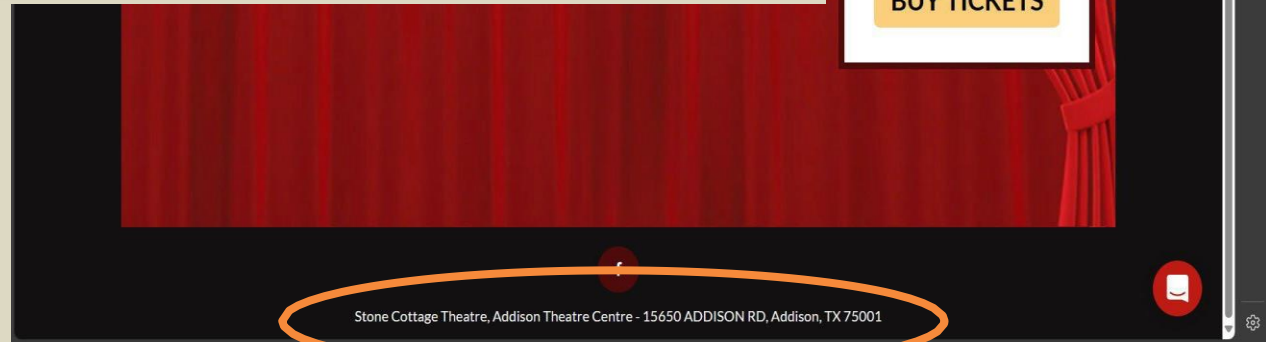 BUY TICKETS
Stone Cottage Theatre, Addison Theatre Centre - 15650 ADDISON RD, Addison, TX 75001